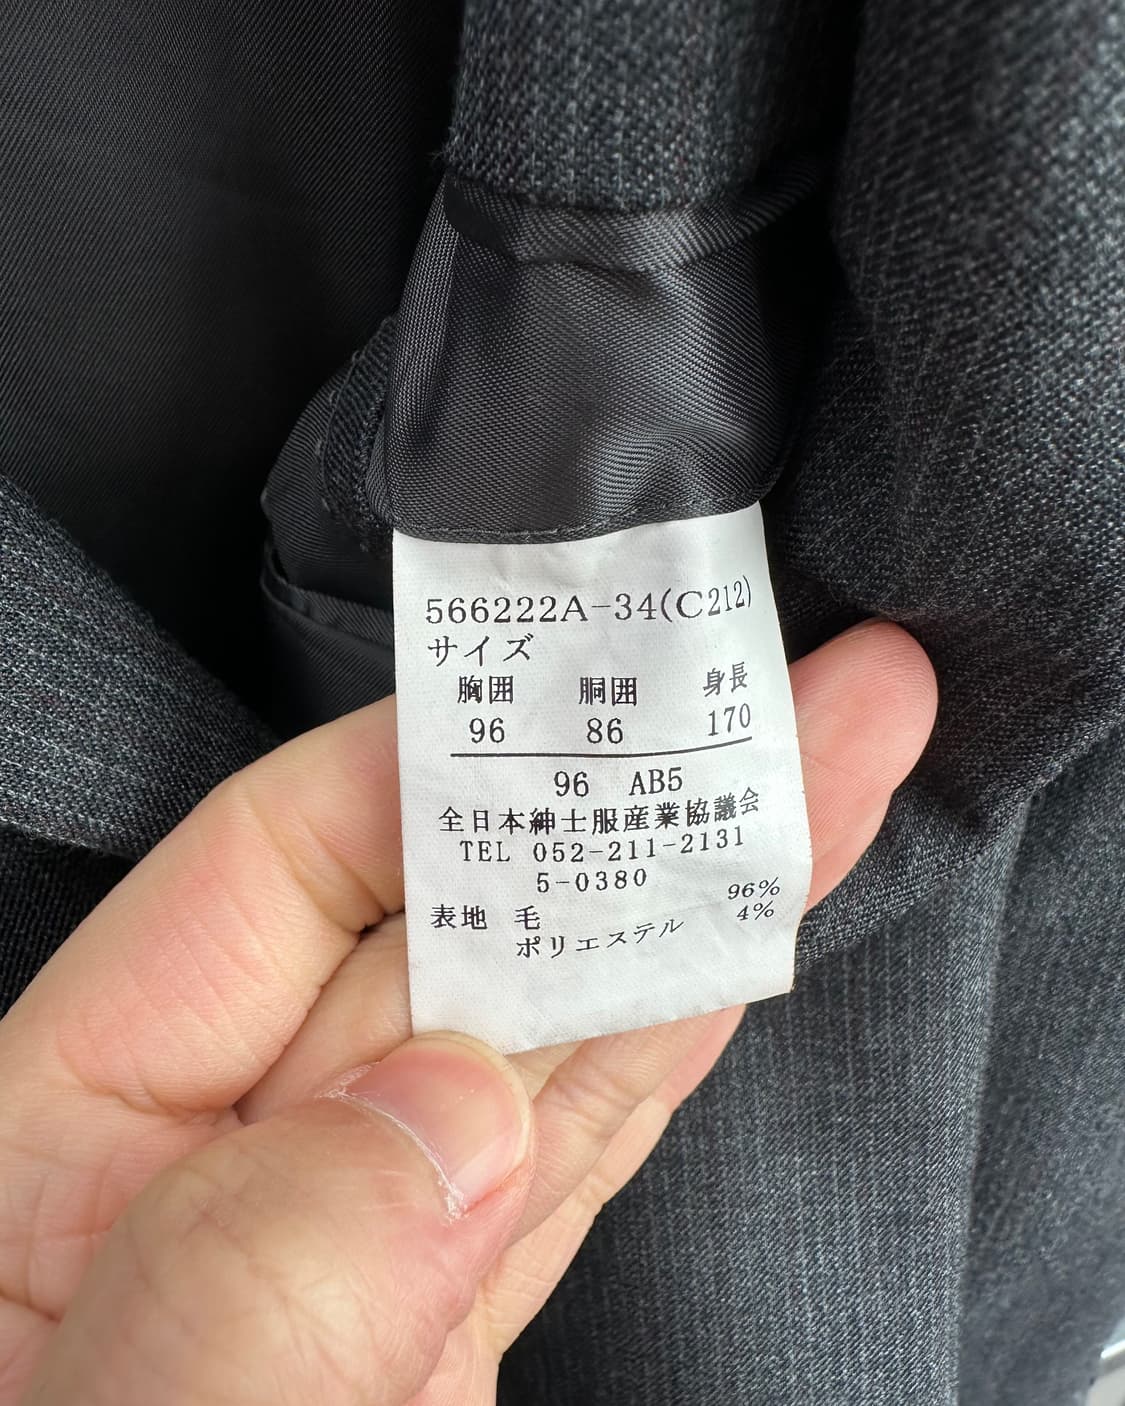 566222A-34(C212)
サイズ
胸囲 胴囲 身長
96 86 170
96 AB5
全日本紳士服産業協議会
TEL 052-211-2131
5-0380
表地 毛 96%
ポリエステル 4%